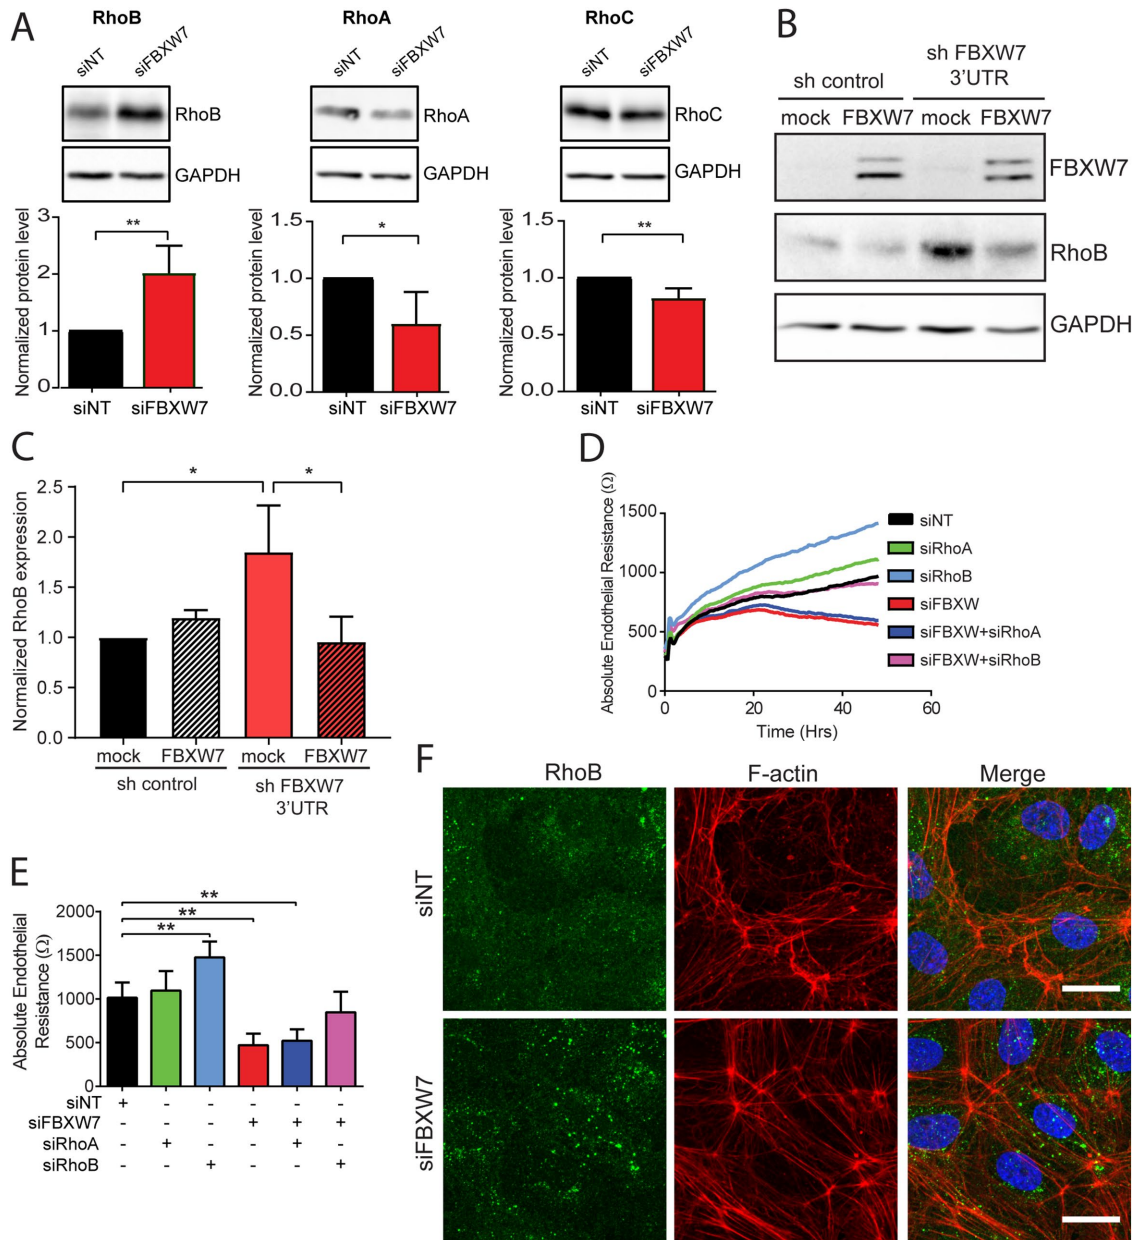 A
RhoB
siNT
siFBXW7
RhoB
GAPDH
Normalized protein level
3
2
1
0
**
siNT
siFBXW7
RhoA
siNT
siFBXW7
RhoA
GAPDH
Normalized protein level
1.5
1.0
0.5
0.0
*
siNT
siFBXW7
RhoC
siNT
siFBXW7
RhoC
GAPDH
Normalized protein level
1.5
1.0
0.5
0.0
**
siNT
siFBXW7
B
sh control
sh FBXW7
3'UTR
mock FBXW7 mock FBXW7
FBXW7
RhoB
GAPDH
C
Normalized RhoB expression
2.5
2.0
1.5
1.0
0.5
0.0
*
*
mock FBXW7 mock FBXW7
sh control
sh FBXW7
3'UTR
D
Absolute Endothelial Resistance (Ω)
1500
1000
500
0
0 20 40 60
Time (Hrs)
siNT
siRhoA
siRhoB
siFBXW
siFBXW+siRhoA
siFBXW+siRhoB
E
Absolute Endothelial
Resistance (Ω)
2000
1500
1000
500
0
**
**
**
siNT + - - - - -
siFBXW7 - - - + + +
siRhoA - + - - + -
siRhoB - - + - - +
F
RhoB F-actin Merge
siNT
siFBXW7